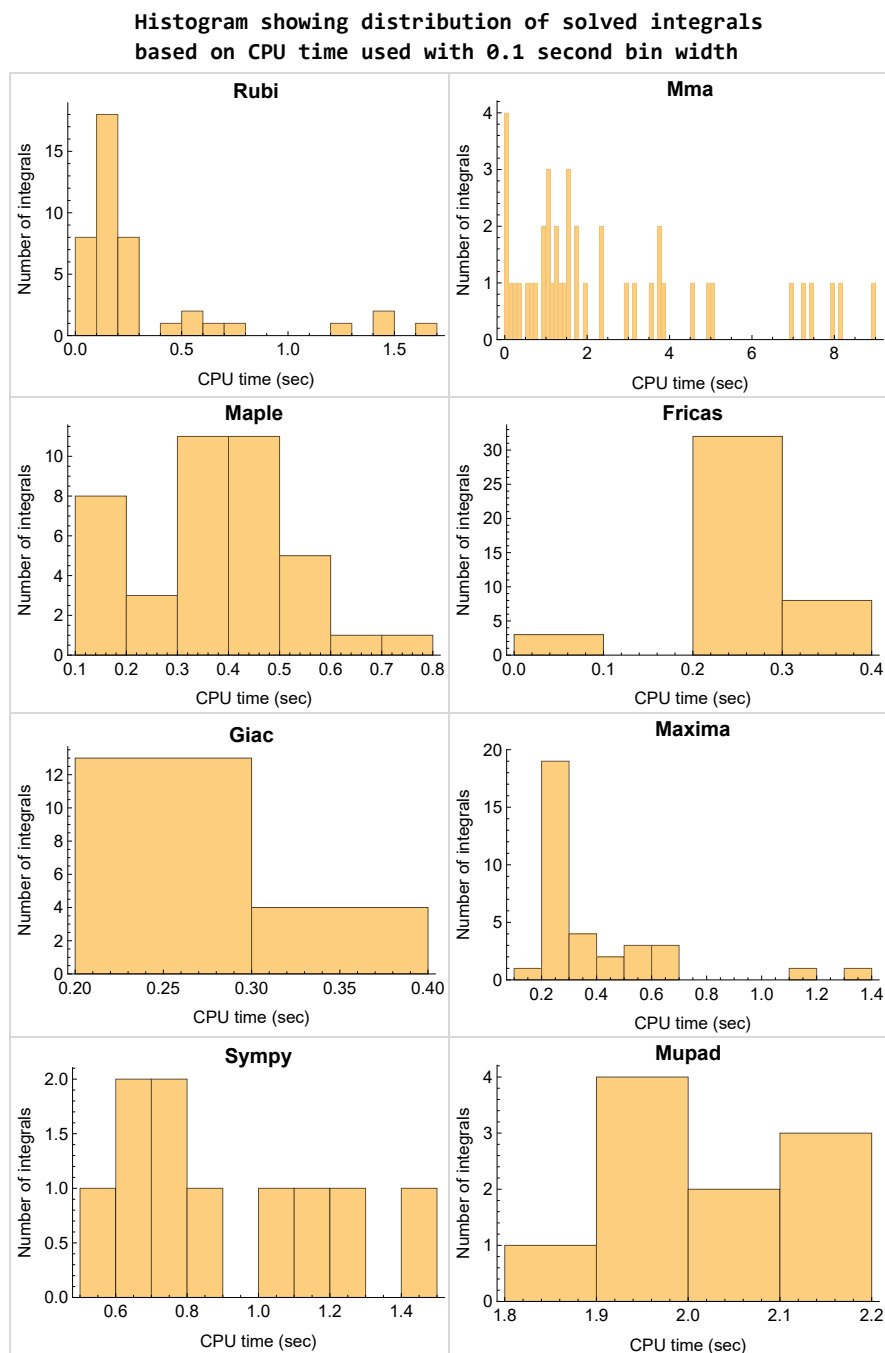 Histogram showing distribution of solved integrals
based on CPU time used with 0.1 second bin width
Rubi
Number of integrals
15
10
5
0
0.0 0.5 1.0 1.5
CPU time (sec)
Mma
Number of integrals
4
3
2
1
0
0 2 4 6 8
CPU time (sec)
Maple
Number of integrals
10
8
6
4
2
0
0.1 0.2 0.3 0.4 0.5 0.6 0.7 0.8
CPU time (sec)
Fricas
Number of integrals
30
25
20
15
10
5
0
0.0 0.1 0.2 0.3 0.4
CPU time (sec)
Giac
Number of integrals
12
10
8
6
4
2
0
0.20 0.25 0.30 0.35 0.40
CPU time (sec)
Maxima
Number of integrals
20
15
10
5
0
0.2 0.4 0.6 0.8 1.0 1.2 1.4
CPU time (sec)
Sympy
Number of integrals
2.0
1.5
1.0
0.5
0.0
0.6 0.8 1.0 1.2 1.4
CPU time (sec)
Mupad
Number of integrals
4
3
2
1
0
1.8 1.9 2.0 2.1 2.2
CPU time (sec)